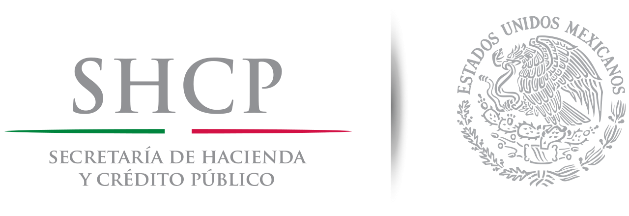 SHCP
SECRETARÍA DE HACIENDA
Y CRÉDITO PÚBLICO
ESTADOS UNIDOS MEXICANOS